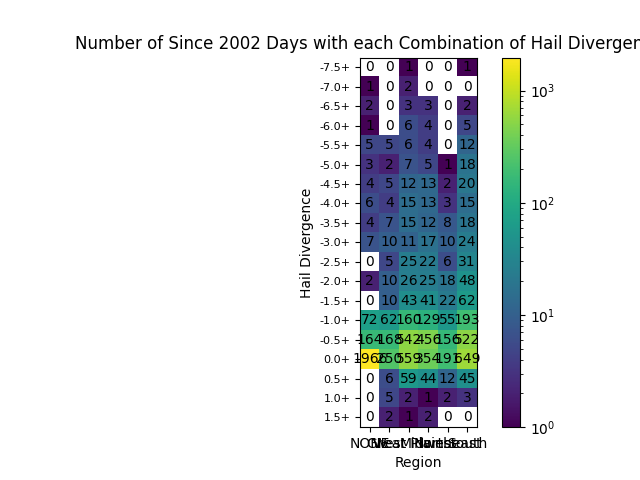 Number of Since 2002 Days with each Combination of Hail Divergen
-7.5+ 0 0 1 0 0 1
-7.0+ 1 0 2 0 0 0
-6.5+ 2 0 3 3 0 2
-6.0+ 1 0 6 4 0 5
-5.5+ 5 5 6 4 0 12
-5.0+ 3 2 7 5 1 18
-4.5+ 4 5 12 13 2 20
-4.0+ 6 4 15 13 3 15
-3.5+ 4 7 15 12 8 18
-3.0+ 7 10 11 17 10 24
-2.5+ 0 5 25 22 6 31
-2.0+ 2 10 26 25 18 48
-1.5+ 0 10 43 41 22 62
-1.0+ 72 62 160 129 55 193
-0.5+ 164 168 542 456 156 522
0.0+ 1966 250 559 354 191 649
0.5+ 0 6 59 44 12 45
1.0+ 0 5 2 1 2 3
1.5+ 0 2 1 2 0 0
South
Region
Hail Divergence
10³
10²
10¹
10⁰